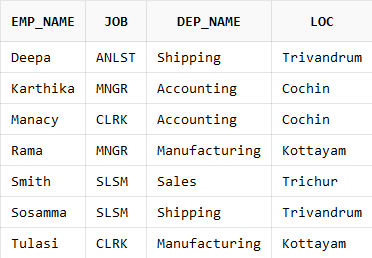 EMP_NAME JOB DEP_NAME LOC
Deepa ANLST Shipping Trivandrum
Karthika MNGR Accounting Cochin
Manacy CLRK Accounting Cochin
Rama MNGR Manufacturing Kottayam
Smith SLSM Sales Trichur
Sosamma SLSM Shipping Trivandrum
Tulasi CLRK Manufacturing Kottayam